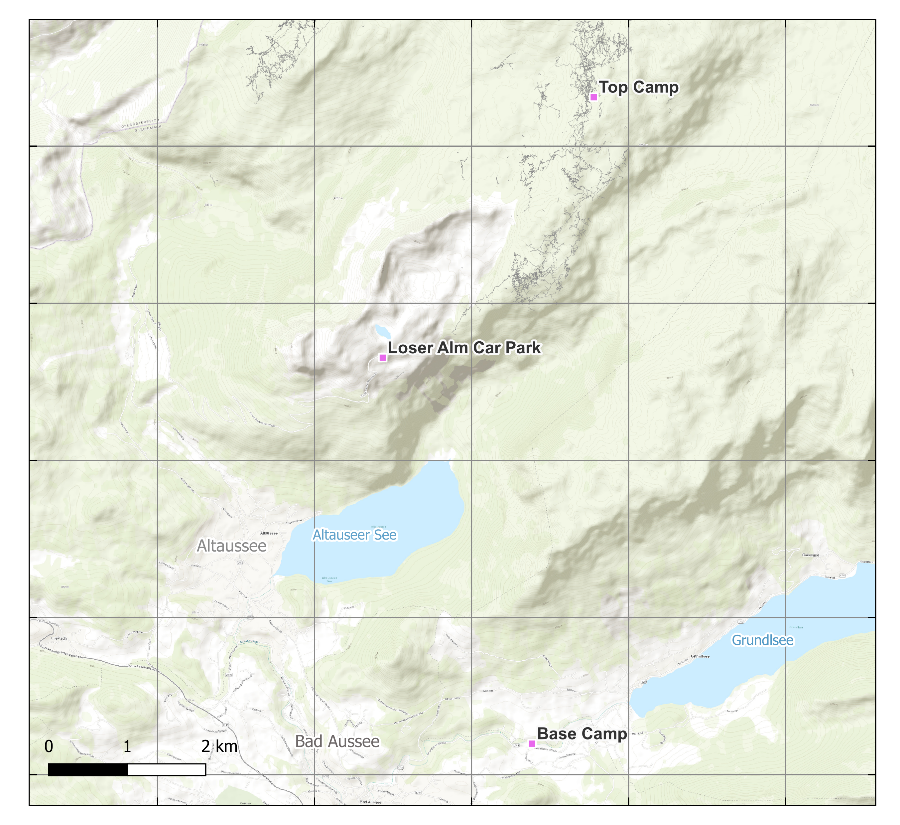 Top Camp
Loser Alm Car Park
Altauseer See
Altaussee
Grundlsee
Base Camp
Bad Aussee
0 1 2 km